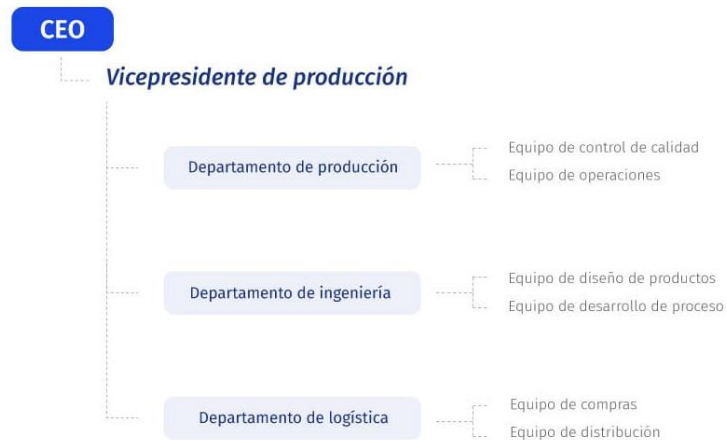 CEO
Vicepresidente de producción
Departamento de producción
Equipo de control de calidad
Equipo de operaciones
Departamento de ingeniería
Equipo de diseño de productos
Equipo de desarrollo de proceso
Departamento de logística
Equipo de compras
Equipo de distribución